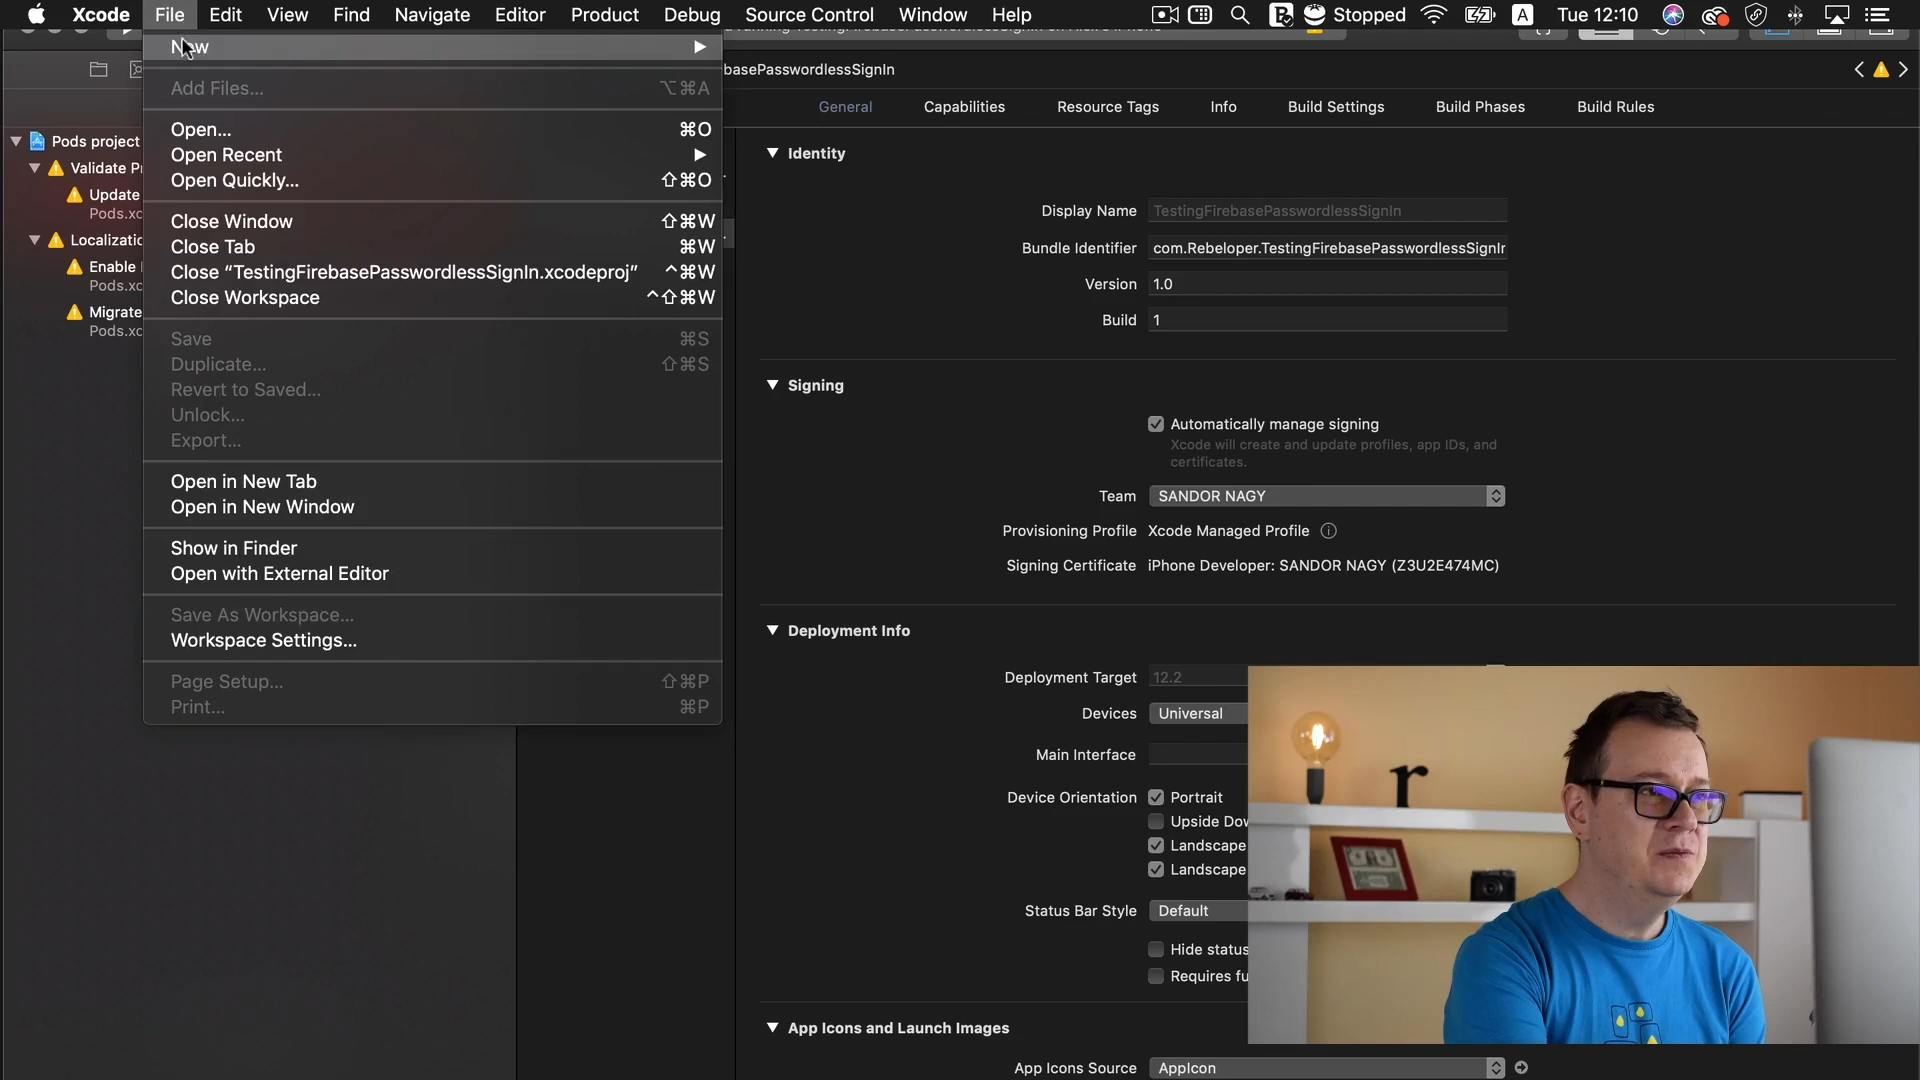 Xcode File Edit View Find Navigate Editor Product Debug Source Control Window Help Stopped A Tue 12:10
New
basePasswordlessSignIn
Add Files... ⌥⌘A
General Capabilities Resource Tags Info Build Settings Build Phases Build Rules
Open... ⌘O
Open Recent
Open Quickly... ⇧⌘O
Close Window ⇧⌘W
Close Tab ⌘W
Close “TestingFirebasePasswordlessSignIn.xcodeproj” ^⌘W
Close Workspace ^⇧⌘W
Save ⌘S
Duplicate... ⇧⌘S
Revert to Saved...
Unlock...
Export...
Open in New Tab
Open in New Window
Show in Finder
Open with External Editor
Save As Workspace...
Workspace Settings...
Page Setup... ⇧⌘P
Print... ⌘P
Pods project
Validate P
Update
Pods.xc
Localizatio
Enable
Pods.xc
Migrate
Pods.xc
Identity
Display Name TestingFirebasePasswordlessSignIn
Bundle Identifier com.Rebeloper.TestingFirebasePasswordlessSignIr
Version 1.0
Build 1
Signing
Automatically manage signing
Xcode will create and update profiles, app IDs, and
certificates.
Team SANDOR NAGY
Provisioning Profile Xcode Managed Profile
Signing Certificate iPhone Developer: SANDOR NAGY (Z3U2E474MC)
Deployment Info
Deployment Target 12.2
Devices Universal
Main Interface
Device Orientation Portrait
Upside Dow
Landscape
Landscape
Status Bar Style Default
Hide status
Requires fu
App Icons and Launch Images
App Icons Source AppIcon